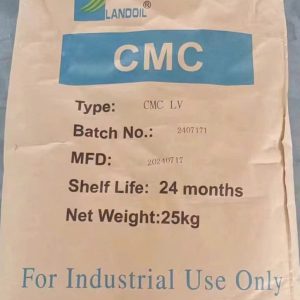 LANDOIL®
CMC
Type: CMC LV
Batch No.: 2407171
MFD: 20240717
Shelf Life: 24 months
Net Weight:25kg
For Industrial Use Only